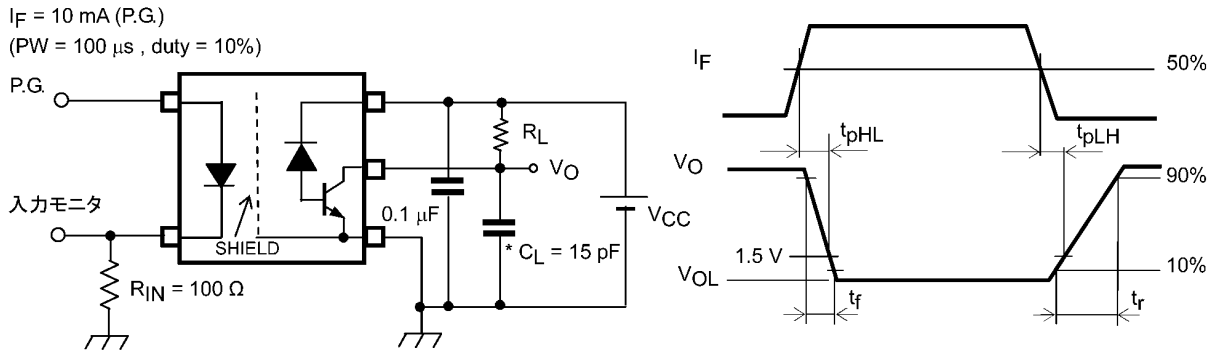 IF = 10 mA (P.G.)
(PW = 100 μs , duty = 10%)
P.G.
入力モニタ
SHIELD
RIN = 100 Ω
0.1 μF
RL
VO
VCC
* CL = 15 pF
IF
50%
tpHL
tpLH
VO
90%
1.5 V
10%
VOL
tf
tr